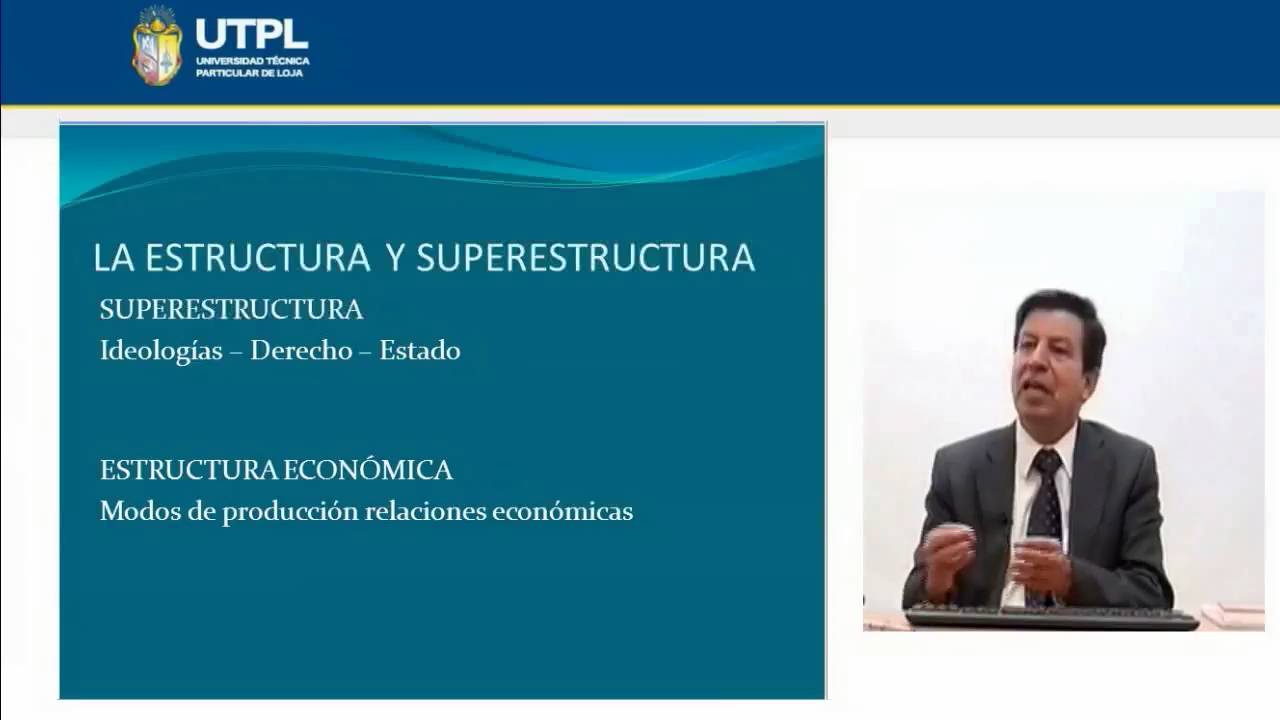 UTPL
UNIVERSIDAD TÉCNICA
PARTICULAR DE LOJA
LA ESTRUCTURA Y SUPERESTRUCTURA
SUPERESTRUCTURA
Ideologías – Derecho – Estado
ESTRUCTURA ECONÓMICA
Modos de producción relaciones económicas